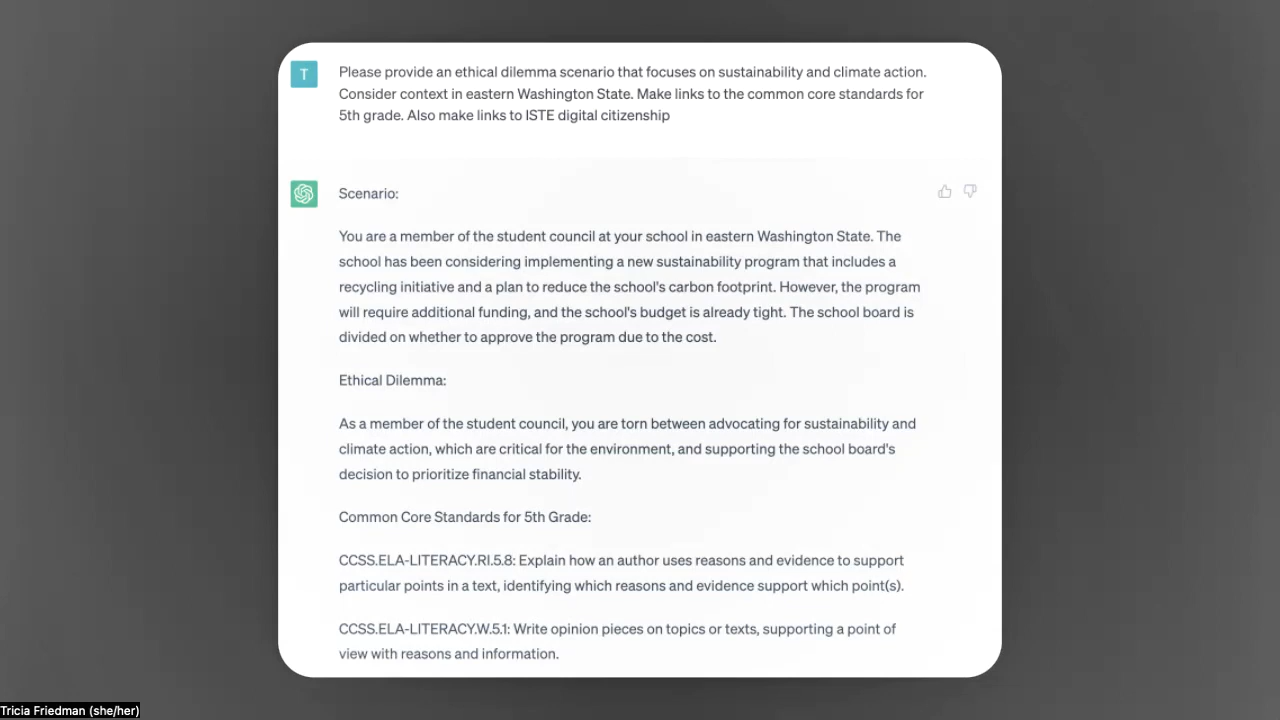 T
Please provide an ethical dilemma scenario that focuses on sustainability and climate action.
Consider context in eastern Washington State. Make links to the common core standards for
5th grade. Also make links to ISTE digital citizenship
Scenario:
You are a member of the student council at your school in eastern Washington State. The
school has been considering implementing a new sustainability program that includes a
recycling initiative and a plan to reduce the school's carbon footprint. However, the program
will require additional funding, and the school's budget is already tight. The school board is
divided on whether to approve the program due to the cost.
Ethical Dilemma:
As a member of the student council, you are torn between advocating for sustainability and
climate action, which are critical for the environment, and supporting the school board's
decision to prioritize financial stability.
Common Core Standards for 5th Grade:
CCSS.ELA-LITERACY.RI.5.8: Explain how an author uses reasons and evidence to support
particular points in a text, identifying which reasons and evidence support which point(s).
CCSS.ELA-LITERACY.W.5.1: Write opinion pieces on topics or texts, supporting a point of
view with reasons and information.
Tricia Friedman (she/her)